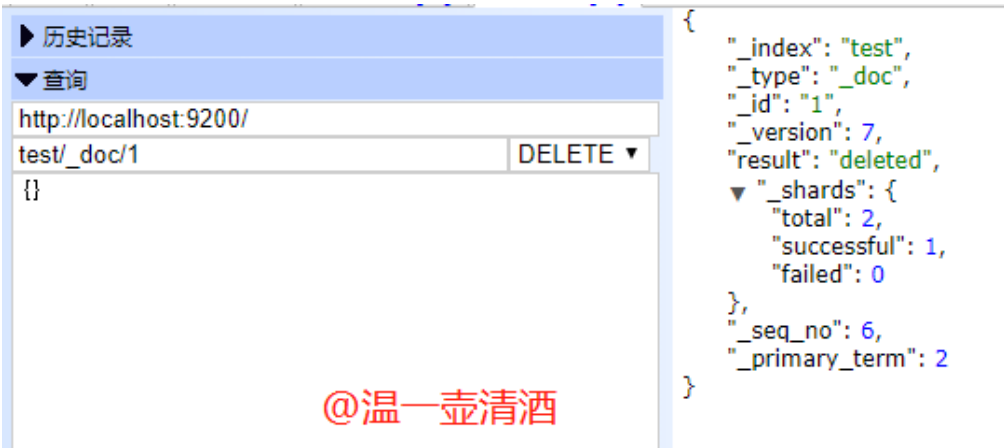 历史记录
查询
http://localhost:9200/
test/_doc/1
DELETE
{}
@温一壶清酒
{
"_index": "test",
"_type": "_doc",
"_id": "1",
"_version": 7,
"result": "deleted",
"_shards": {
"total": 2,
"successful": 1,
"failed": 0
},
"_seq_no": 6,
"_primary_term": 2
}